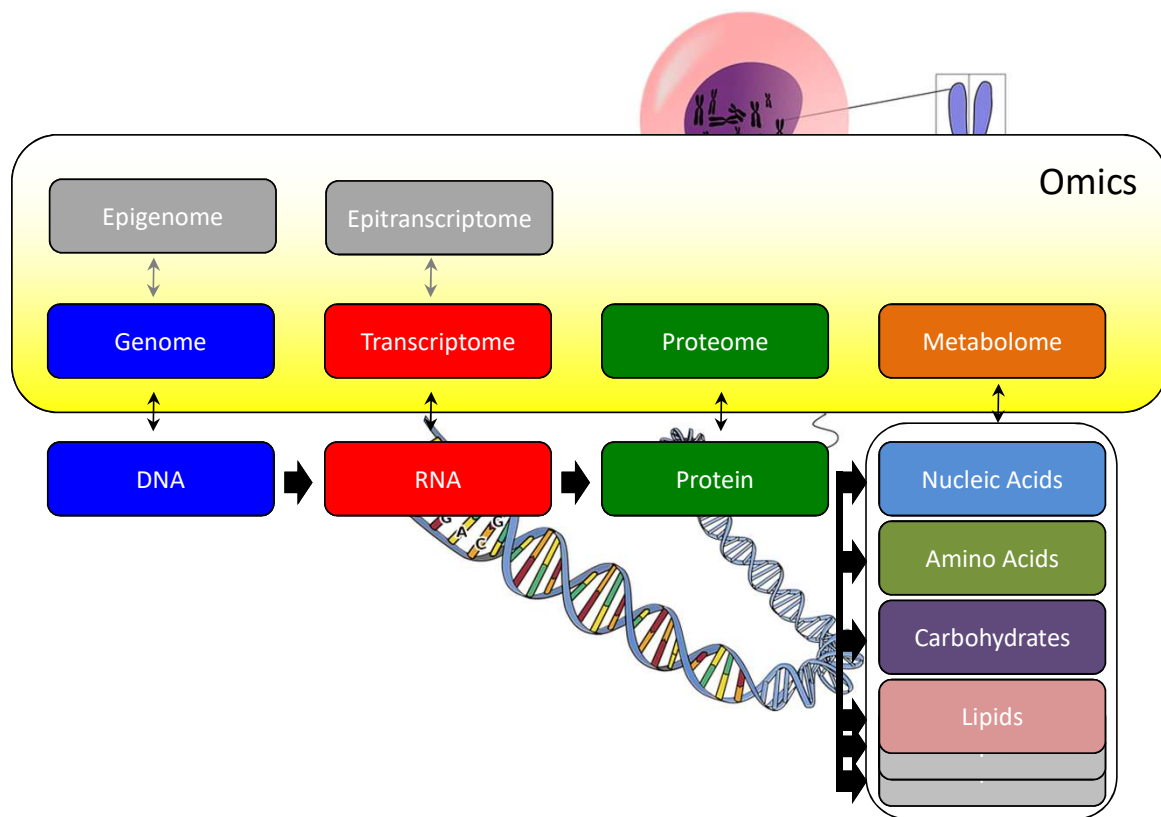 Omics
Epigenome
Epitranscriptome
Genome
Transcriptome
Proteome
Metabolome
DNA
RNA
Protein
Nucleic Acids
G
A
C
G
Amino Acids
Carbohydrates
Lipids